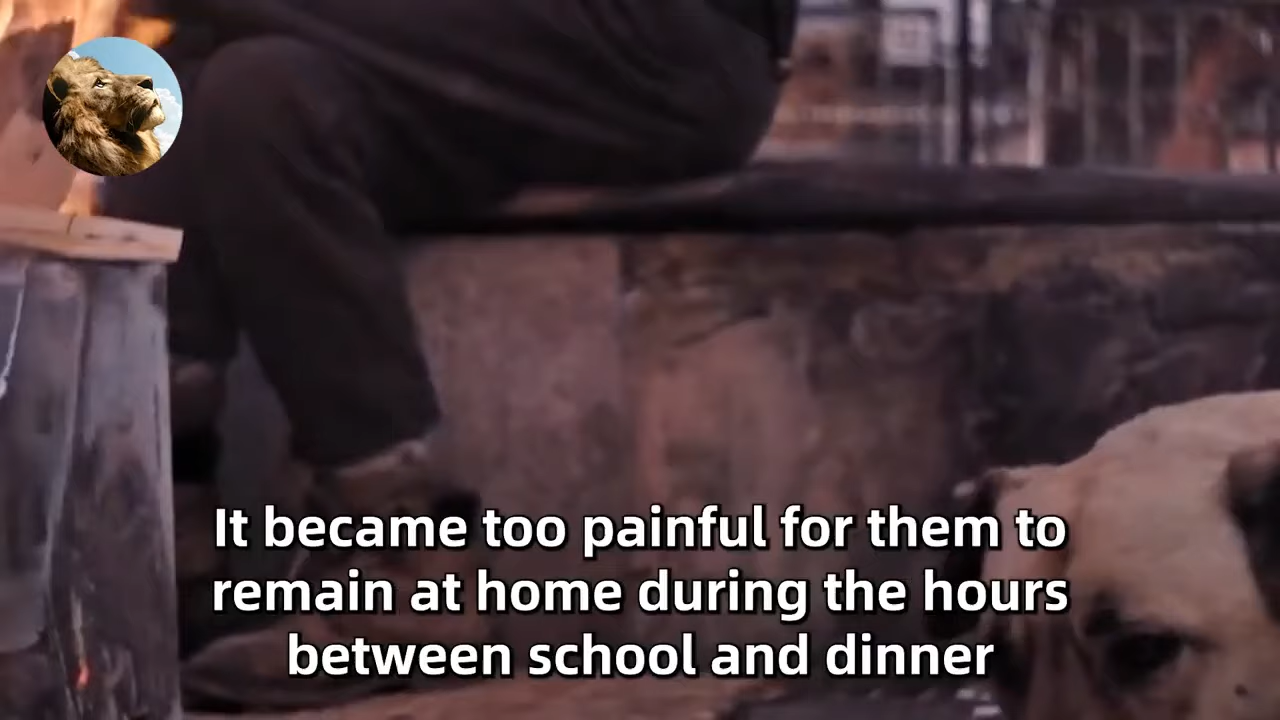 It became too painful for them to
remain at home during the hours
between school and dinner